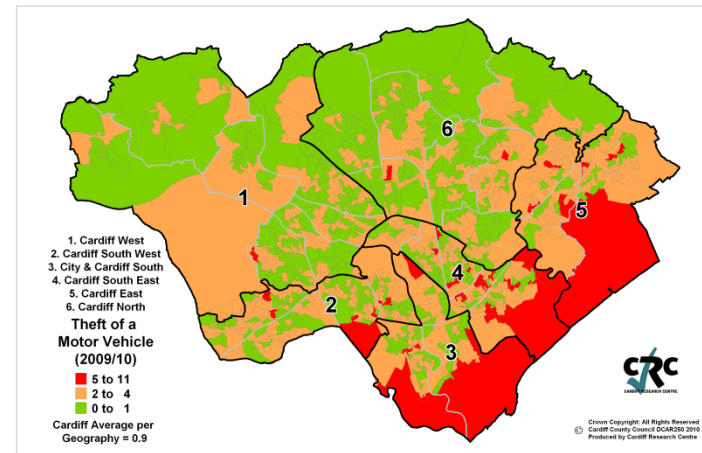 6
1
5
4
2
3
1. Cardiff West
2. Cardiff South West
3. City & Cardiff South
4. Cardiff South East
5. Cardiff East
6. Cardiff North
Theft of a
Motor Vehicle
(2009/10)
5 to 11
2 to 4
0 to 1
Cardiff Average per
Geography = 0.9
CRC
CARDIFF RESEARCH CENTRE
Crown Copyright: All Rights Reserved
© Cardiff County Council DCAR250 2010
Produced by Cardiff Research Centre